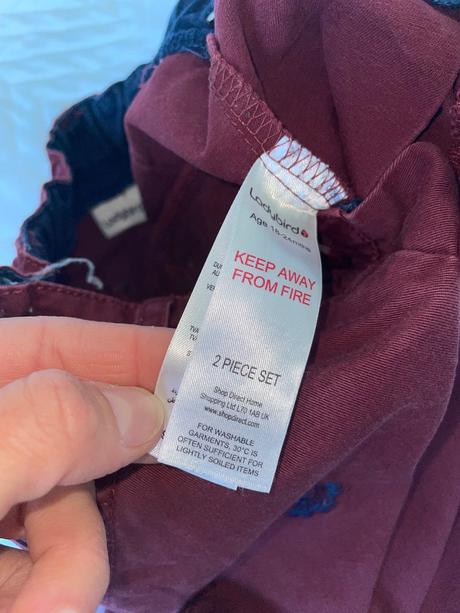 Ladybird
Age 18-24mths
KEEP AWAY
FROM FIRE
2 PIECE SET
Shop Direct Home
Shopping Ltd L70 1AB UK
www.shopdirect.com
FOR WASHABLE
GARMENTS, 30°C IS
OFTEN SUFFICIENT FOR
LIGHTLY SOILED ITEMS